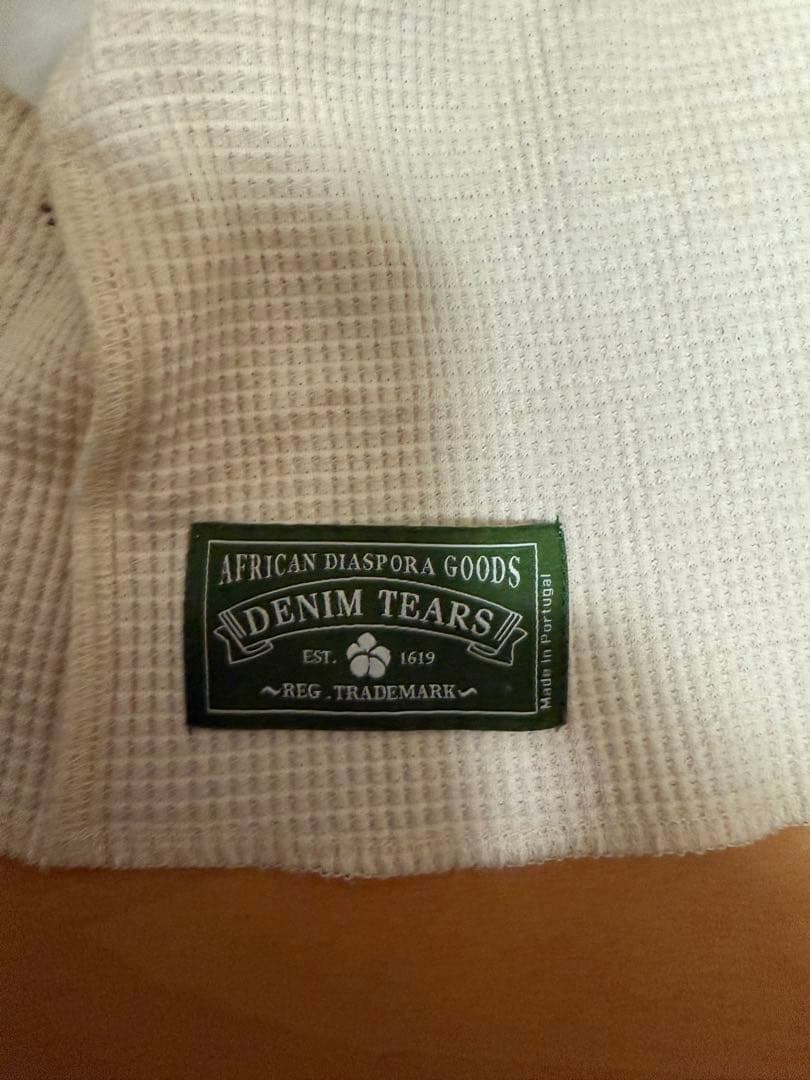 AFRICAN DIASPORA GOODS
DENIM TEARS
EST. 1619
~REG.TRADEMARK~
Made in Portugal